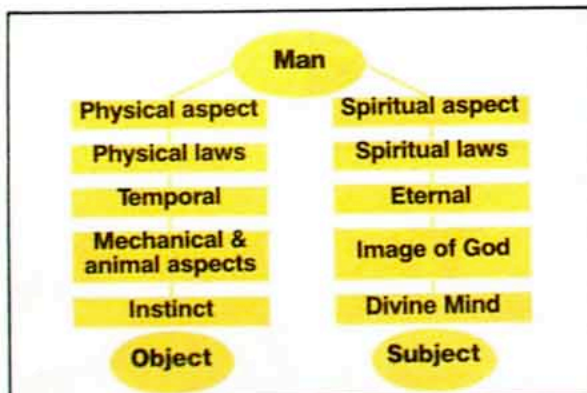 Man
Physical aspect
Physical laws
Temporal
Mechanical &
animal aspects
Instinct
Object
Spiritual aspect
Spiritual laws
Eternal
Image of God
Divine Mind
Subject